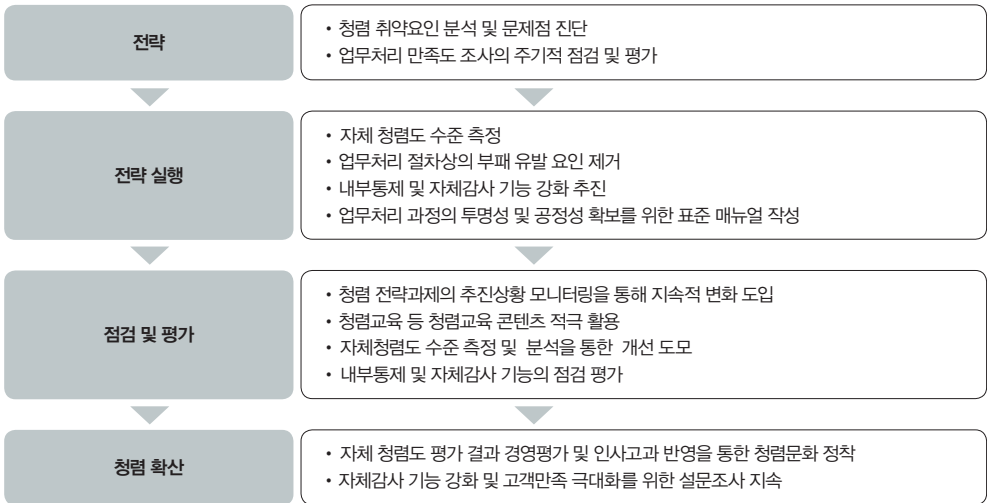 전략
• 청렴 취약요인 분석 및 문제점 진단
• 업무처리 만족도 조사의 주기적 점검 및 평가
전략 실행
• 자체 청렴도 수준 측정
• 업무처리 절차상의 부패 유발 요인 제거
• 내부통제 및 자체감사 기능 강화 추진
• 업무처리 과정의 투명성 및 공정성 확보를 위한 표준 매뉴얼 작성
점검 및 평가
• 청렴 전략과제의 추진상황 모니터링을 통해 지속적 변화 도입
• 청렴교육 등 청렴교육 콘텐츠 적극 활용
• 자체청렴도 수준 측정 및 분석을 통한 개선 도모
• 내부통제 및 자체감사 기능의 점검 평가
청렴 확산
• 자체 청렴도 평가 결과 경영평가 및 인사고과 반영을 통한 청렴문화 정착
• 자체감사 기능 강화 및 고객만족 극대화를 위한 설문조사 지속